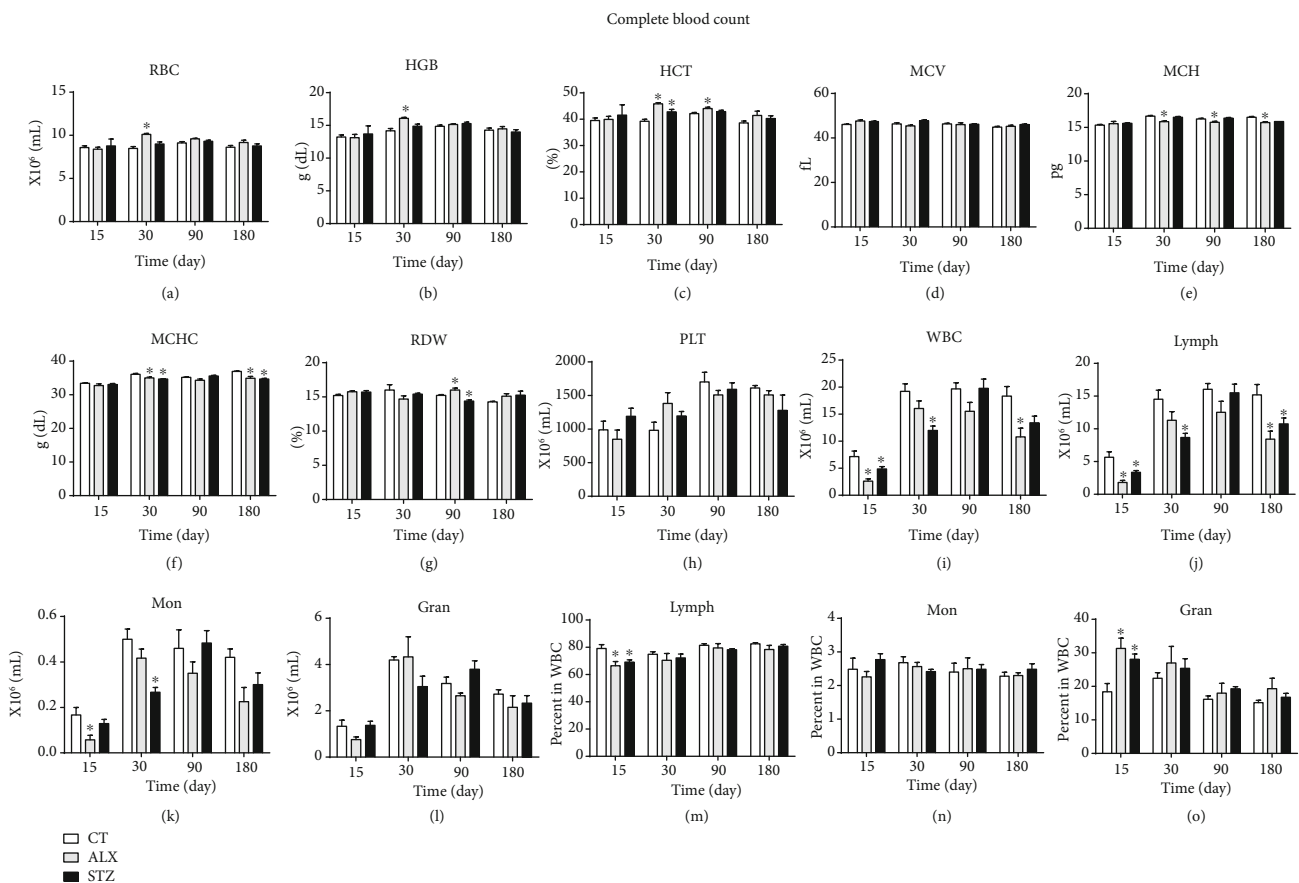 Complete blood count
RBC
X10⁶ (mL)
15
10
5
0
*
15 30 90 180
Time (day)
(a)
HGB
g (dL)
20
15
10
5
0
*
15 30 90 180
Time (day)
(b)
HCT
(%)
50
40
30
20
10
0
* * *
15 30 90 180
Time (day)
(c)
MCV
fL
60
40
20
0
15 30 90 180
Time (day)
(d)
MCH
pg
20
15
10
5
0
* * *
15 30 90 180
Time (day)
(e)
MCHC
g (dL)
40
30
20
10
0
* * * *
15 30 90 180
Time (day)
(f)
RDW
(%)
20
15
10
5
0
* *
15 30 90 180
Time (day)
(g)
PLT
X10⁶ (mL)
2000
1500
1000
500
0
15 30 90 180
Time (day)
(h)
WBC
X10⁶ (mL)
25
20
15
10
5
0
* * * *
15 30 90 180
Time (day)
(i)
Lymph
X10⁶ (mL)
20
15
10
5
0
* * * * *
15 30 90 180
Time (day)
(j)
Mon
X10⁶ (mL)
0.6
0.4
0.2
0.0
* *
15 30 90 180
Time (day)
(k)
Gran
X10⁶ (mL)
6
4
2
0
15 30 90 180
Time (day)
(l)
Lymph
Percent in WBC
100
80
60
40
20
0
* *
15 30 90 180
Time (day)
(m)
Mon
Percent in WBC
4
3
2
1
0
15 30 90 180
Time (day)
(n)
Gran
Percent in WBC
40
30
20
10
0
* *
15 30 90 180
Time (day)
(o)
CT
ALX
STZ